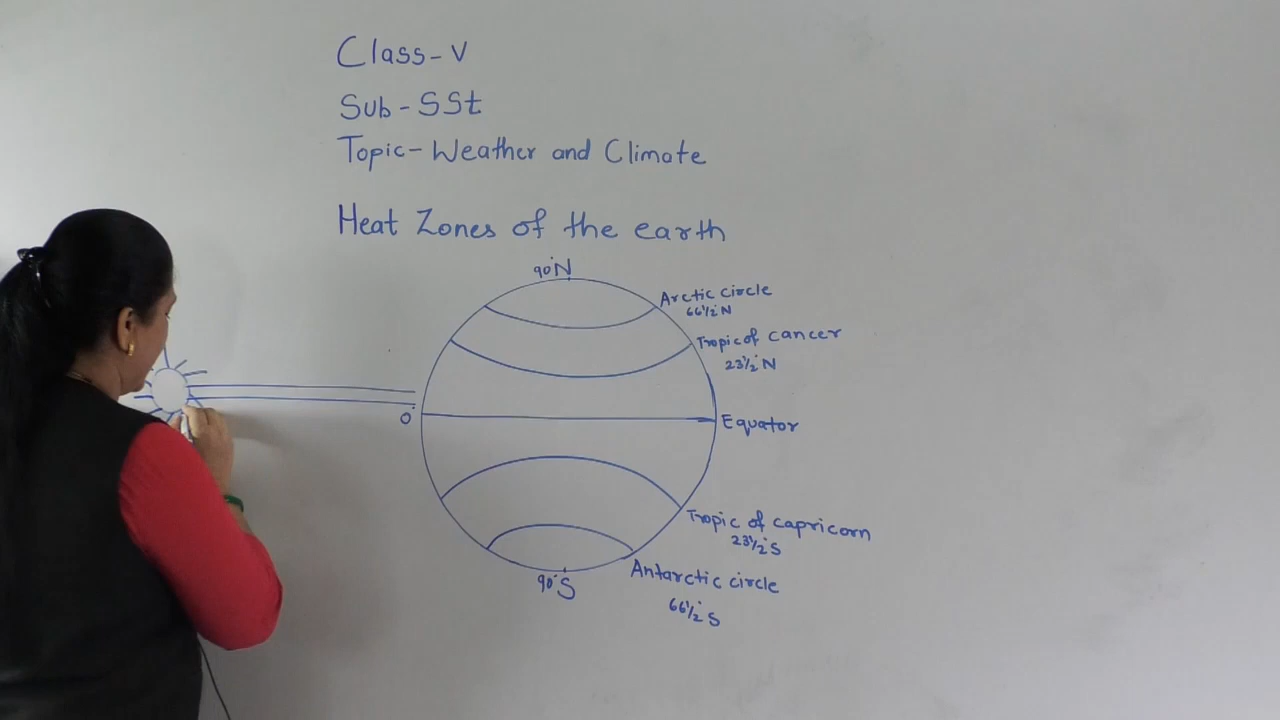 Class-V
Sub-SSt
Topic-Weather and Climate
Heat Zones of the earth
90°N
Arctic circle
66½°N
Tropic of cancer
23½°N
0°
Equator
Tropic of capricorn
23½°S
Antarctic circle
66½°S
90°S